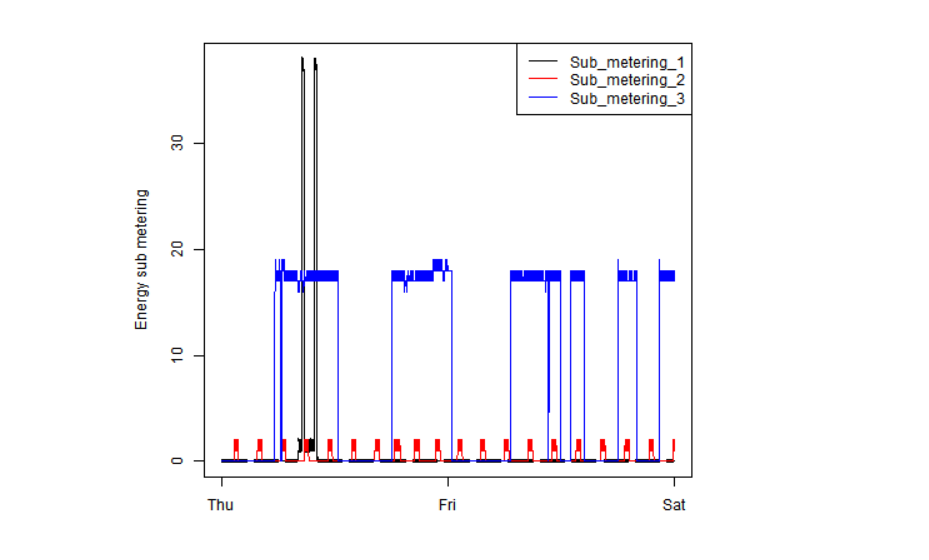 Sub_metering_1
Sub_metering_2
Sub_metering_3
Energy sub metering
30
20
10
0
Thu Fri Sat